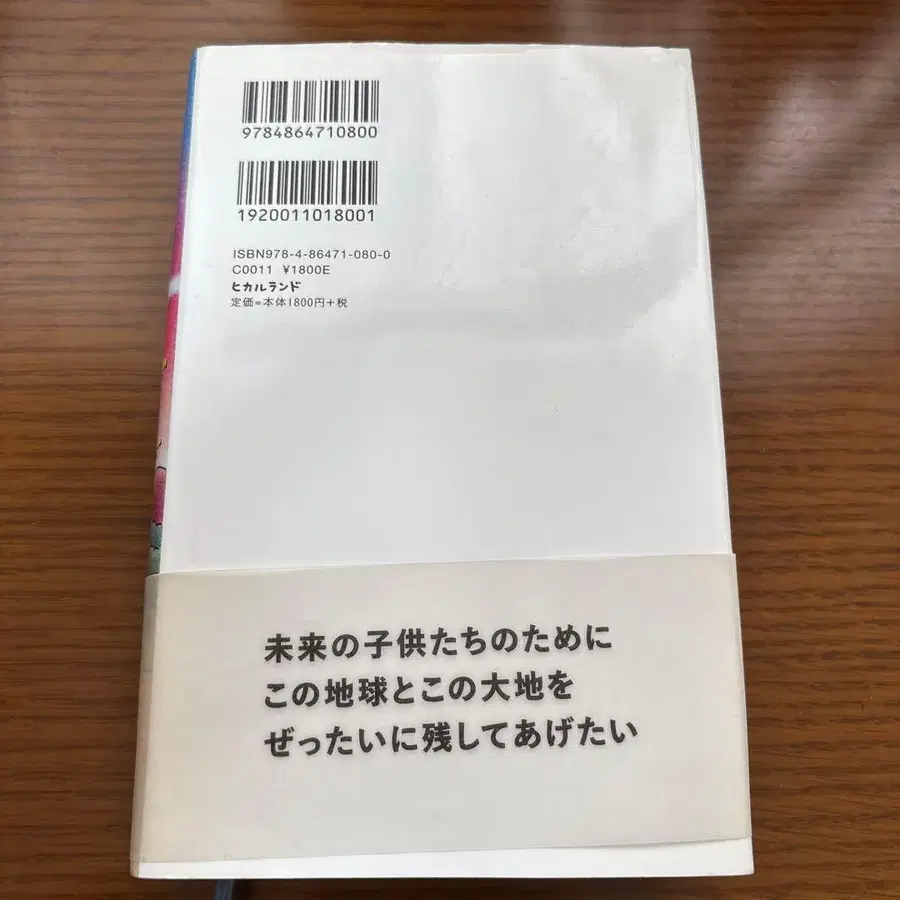 9784864710800
1920011018001
ISBN978-4-86471-080-0
C0011 ¥1800E
ヒカルランド
定価=本体1800円+税
未来の子供たちのために
この地球とこの大地を
ぜったいに残してあげたい